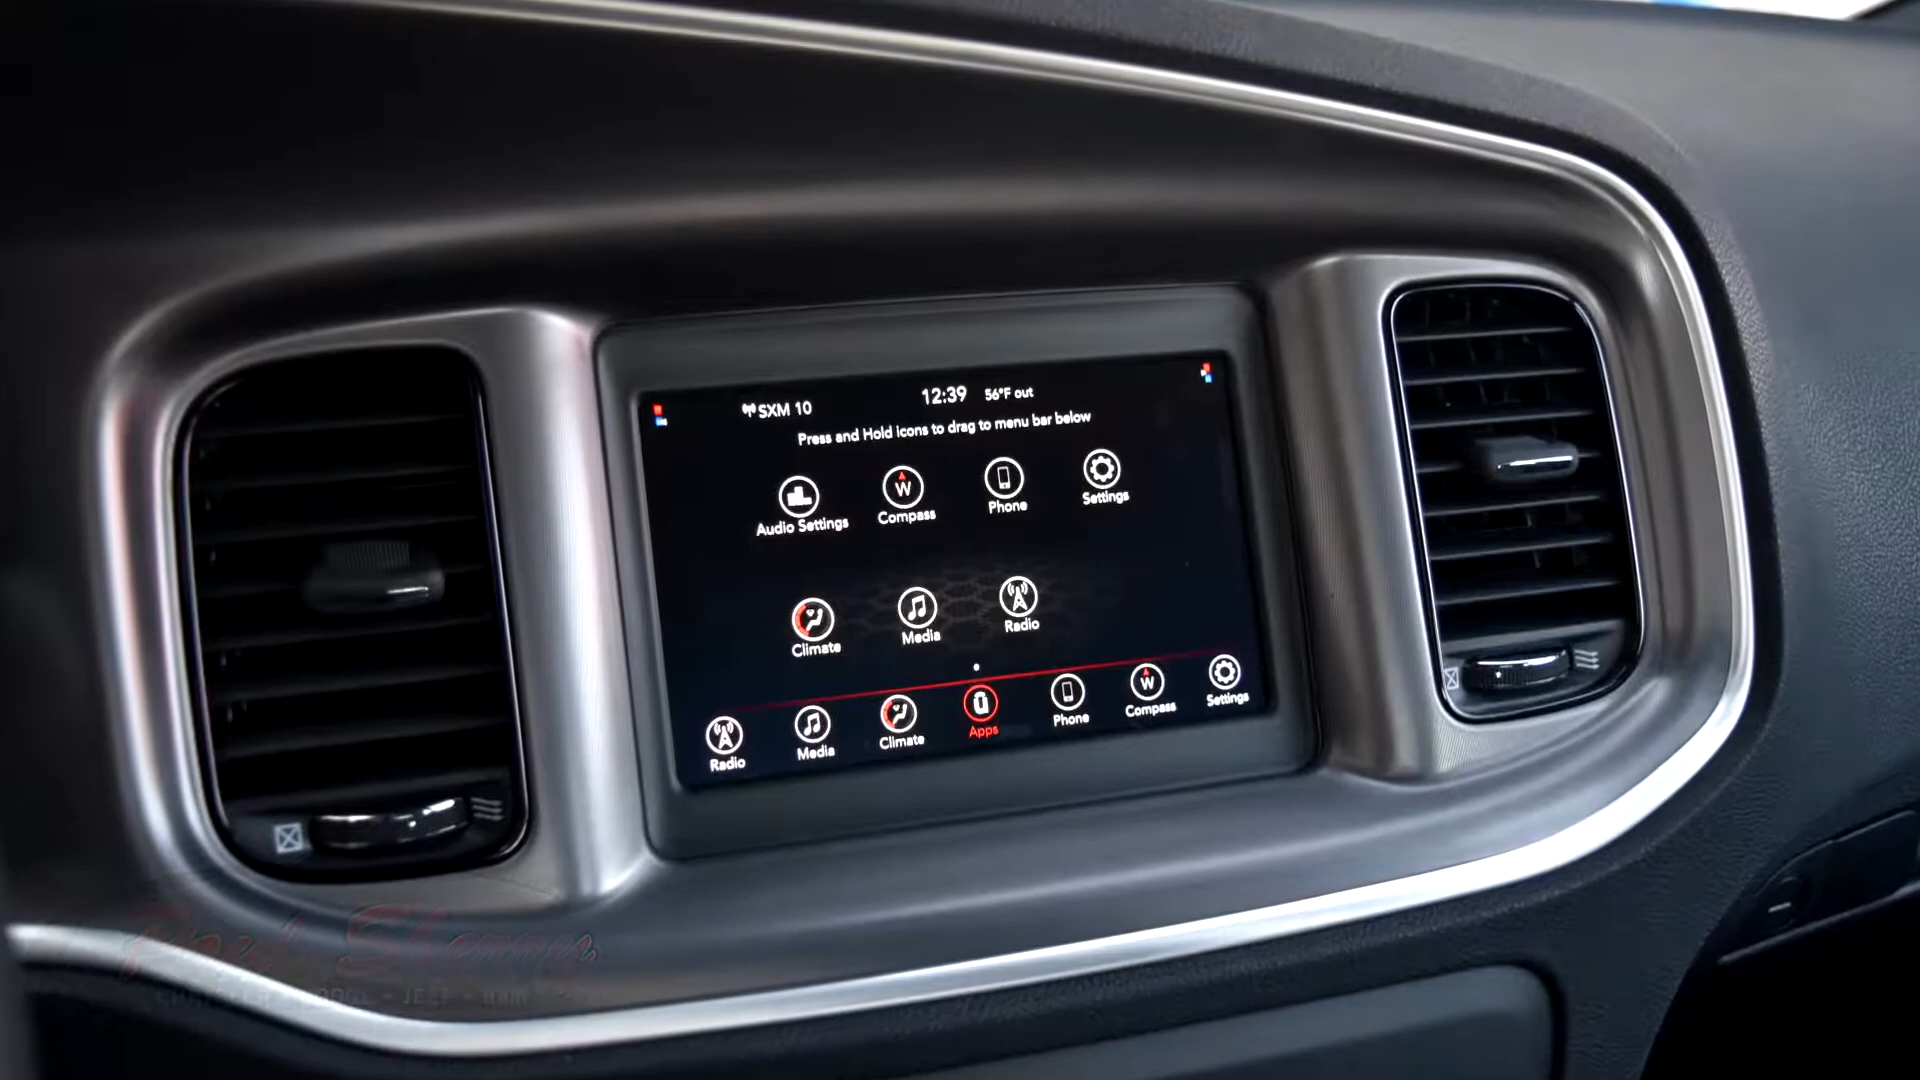 SXM 10
12:39
56°F out
Press and Hold icons to drag to menu bar below
W
Audio Settings
Compass
Phone
Settings
Climate
Media
Radio
W
Radio
Media
Climate
Apps
Phone
Compass
Settings